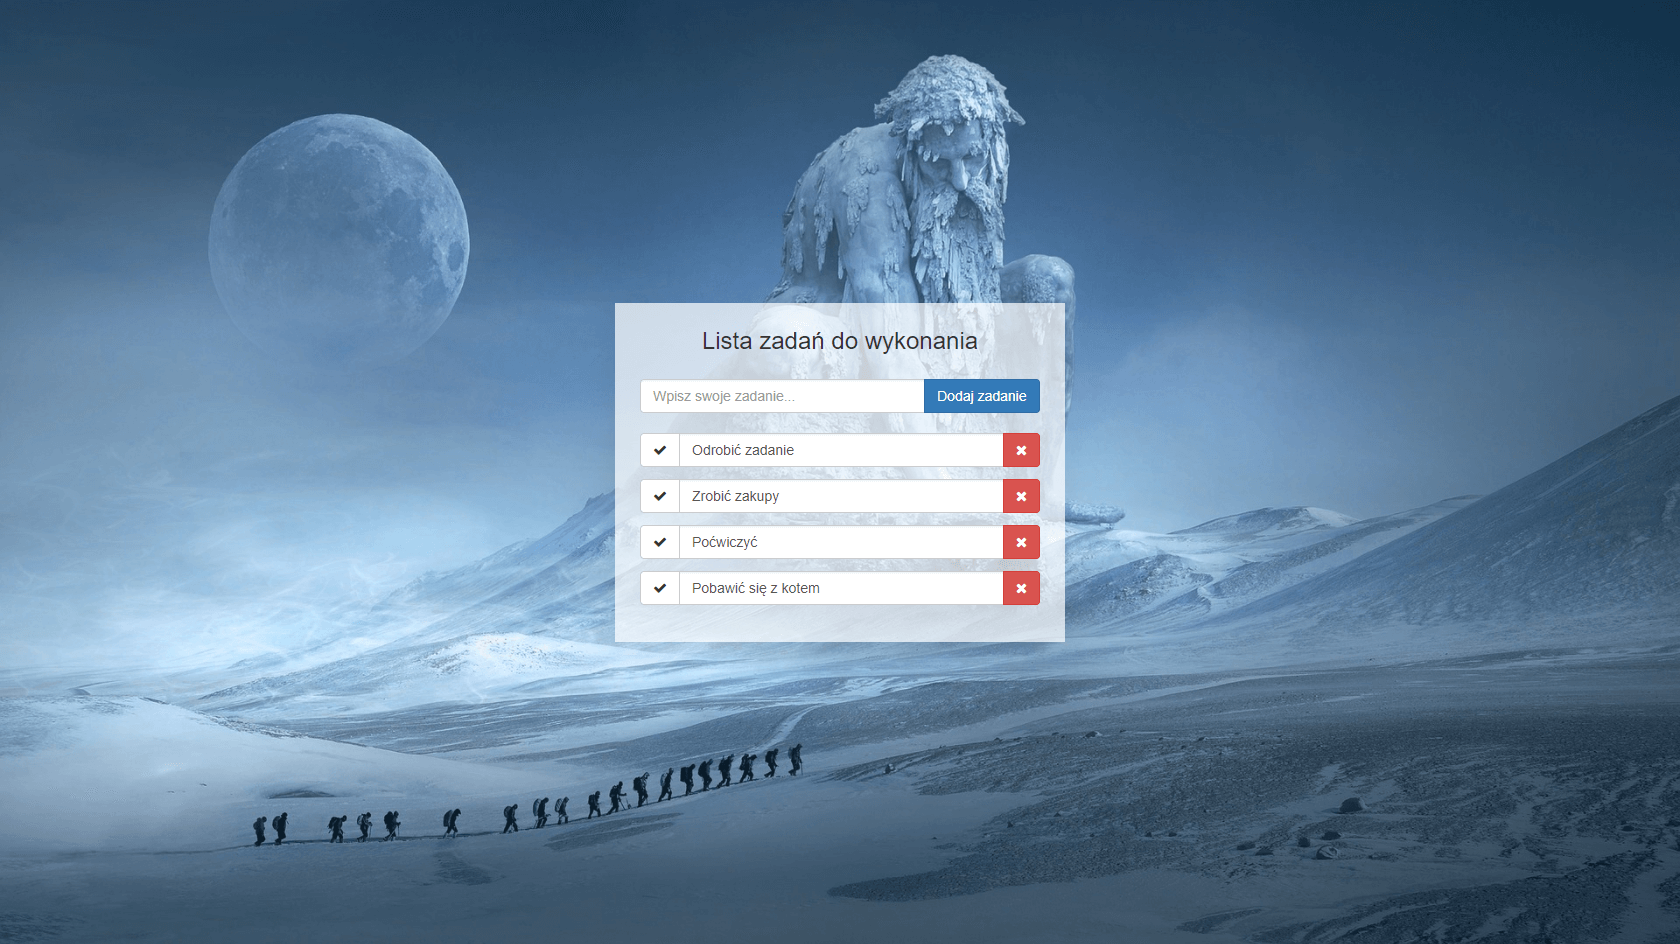 Lista zadań do wykonania
Wpisz swoje zadanie... Dodaj zadanie
Odrobić zadanie
Zrobić zakupy
Poćwiczyć
Pobawić się z kotem